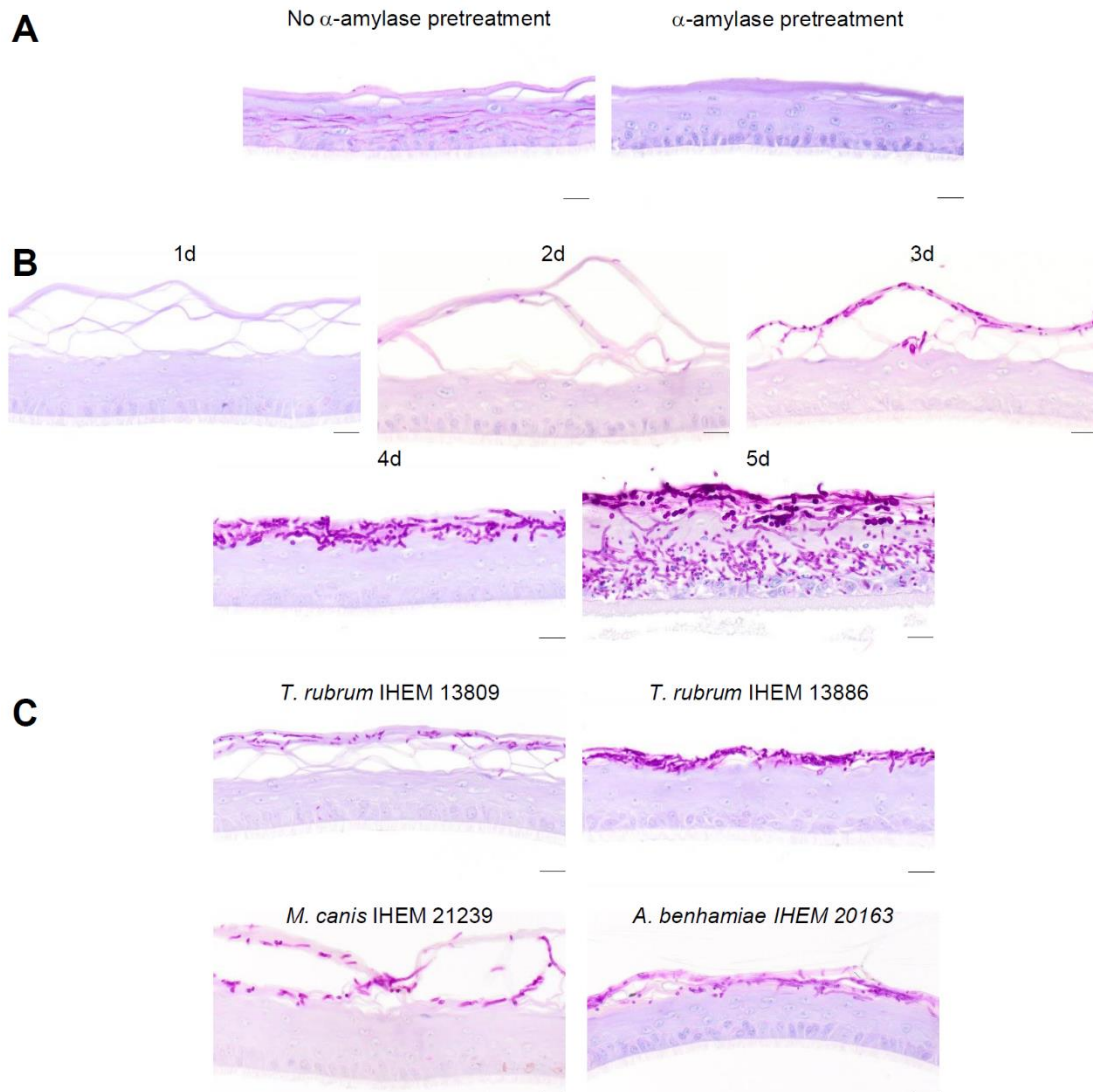 A
No α-amylase pretreatment
α-amylase pretreatment
B
1d
2d
3d
4d
5d
C
T. rubrum IHEM 13809
T. rubrum IHEM 13886
M. canis IHEM 21239
A. benhamiae IHEM 20163